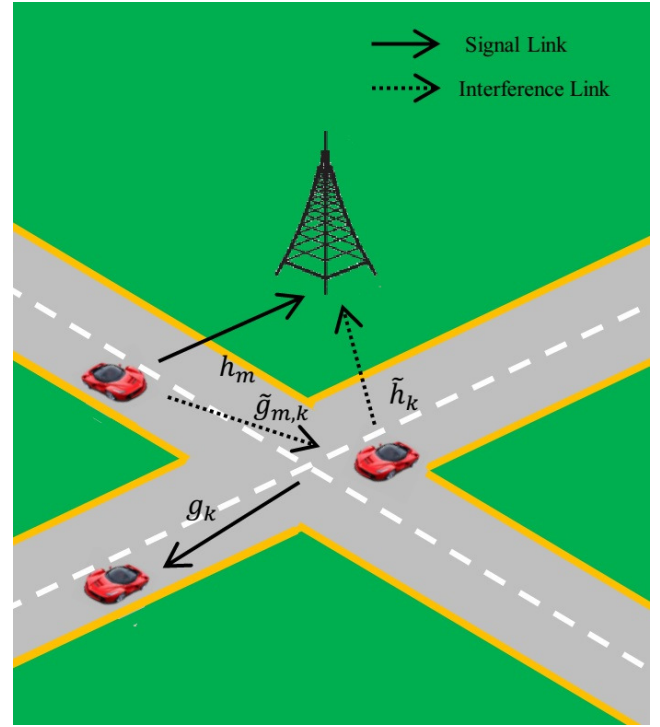 Signal Link
Interference Link
h_m
g̃_{m,k}
h̃_k
g_k